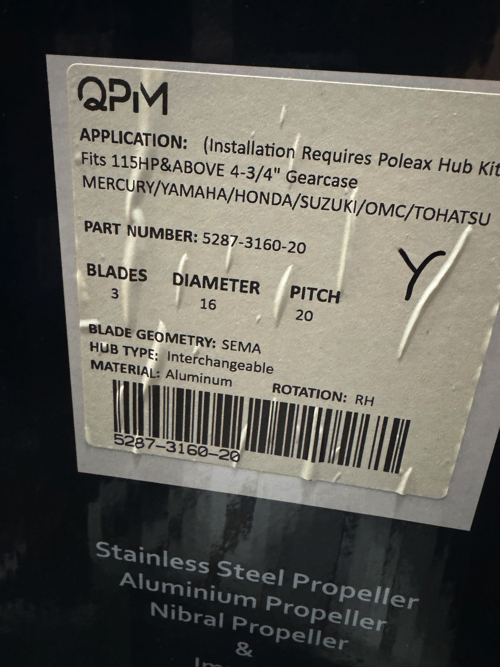 QPM
APPLICATION: (Installation Requires Poleax Hub Kit
Fits 115HP&ABOVE 4-3/4" Gearcase
MERCURY/YAMAHA/HONDA/SUZUKI/OMC/TOHATSU
PART NUMBER: 5287-3160-20
Y
BLADES DIAMETER PITCH
3 16 20
BLADE GEOMETRY: SEMA
HUB TYPE: Interchangeable
MATERIAL: Aluminum ROTATION: RH
5287-3160-20
Stainless Steel Propeller
Aluminium Propeller
Nibral Propeller
&